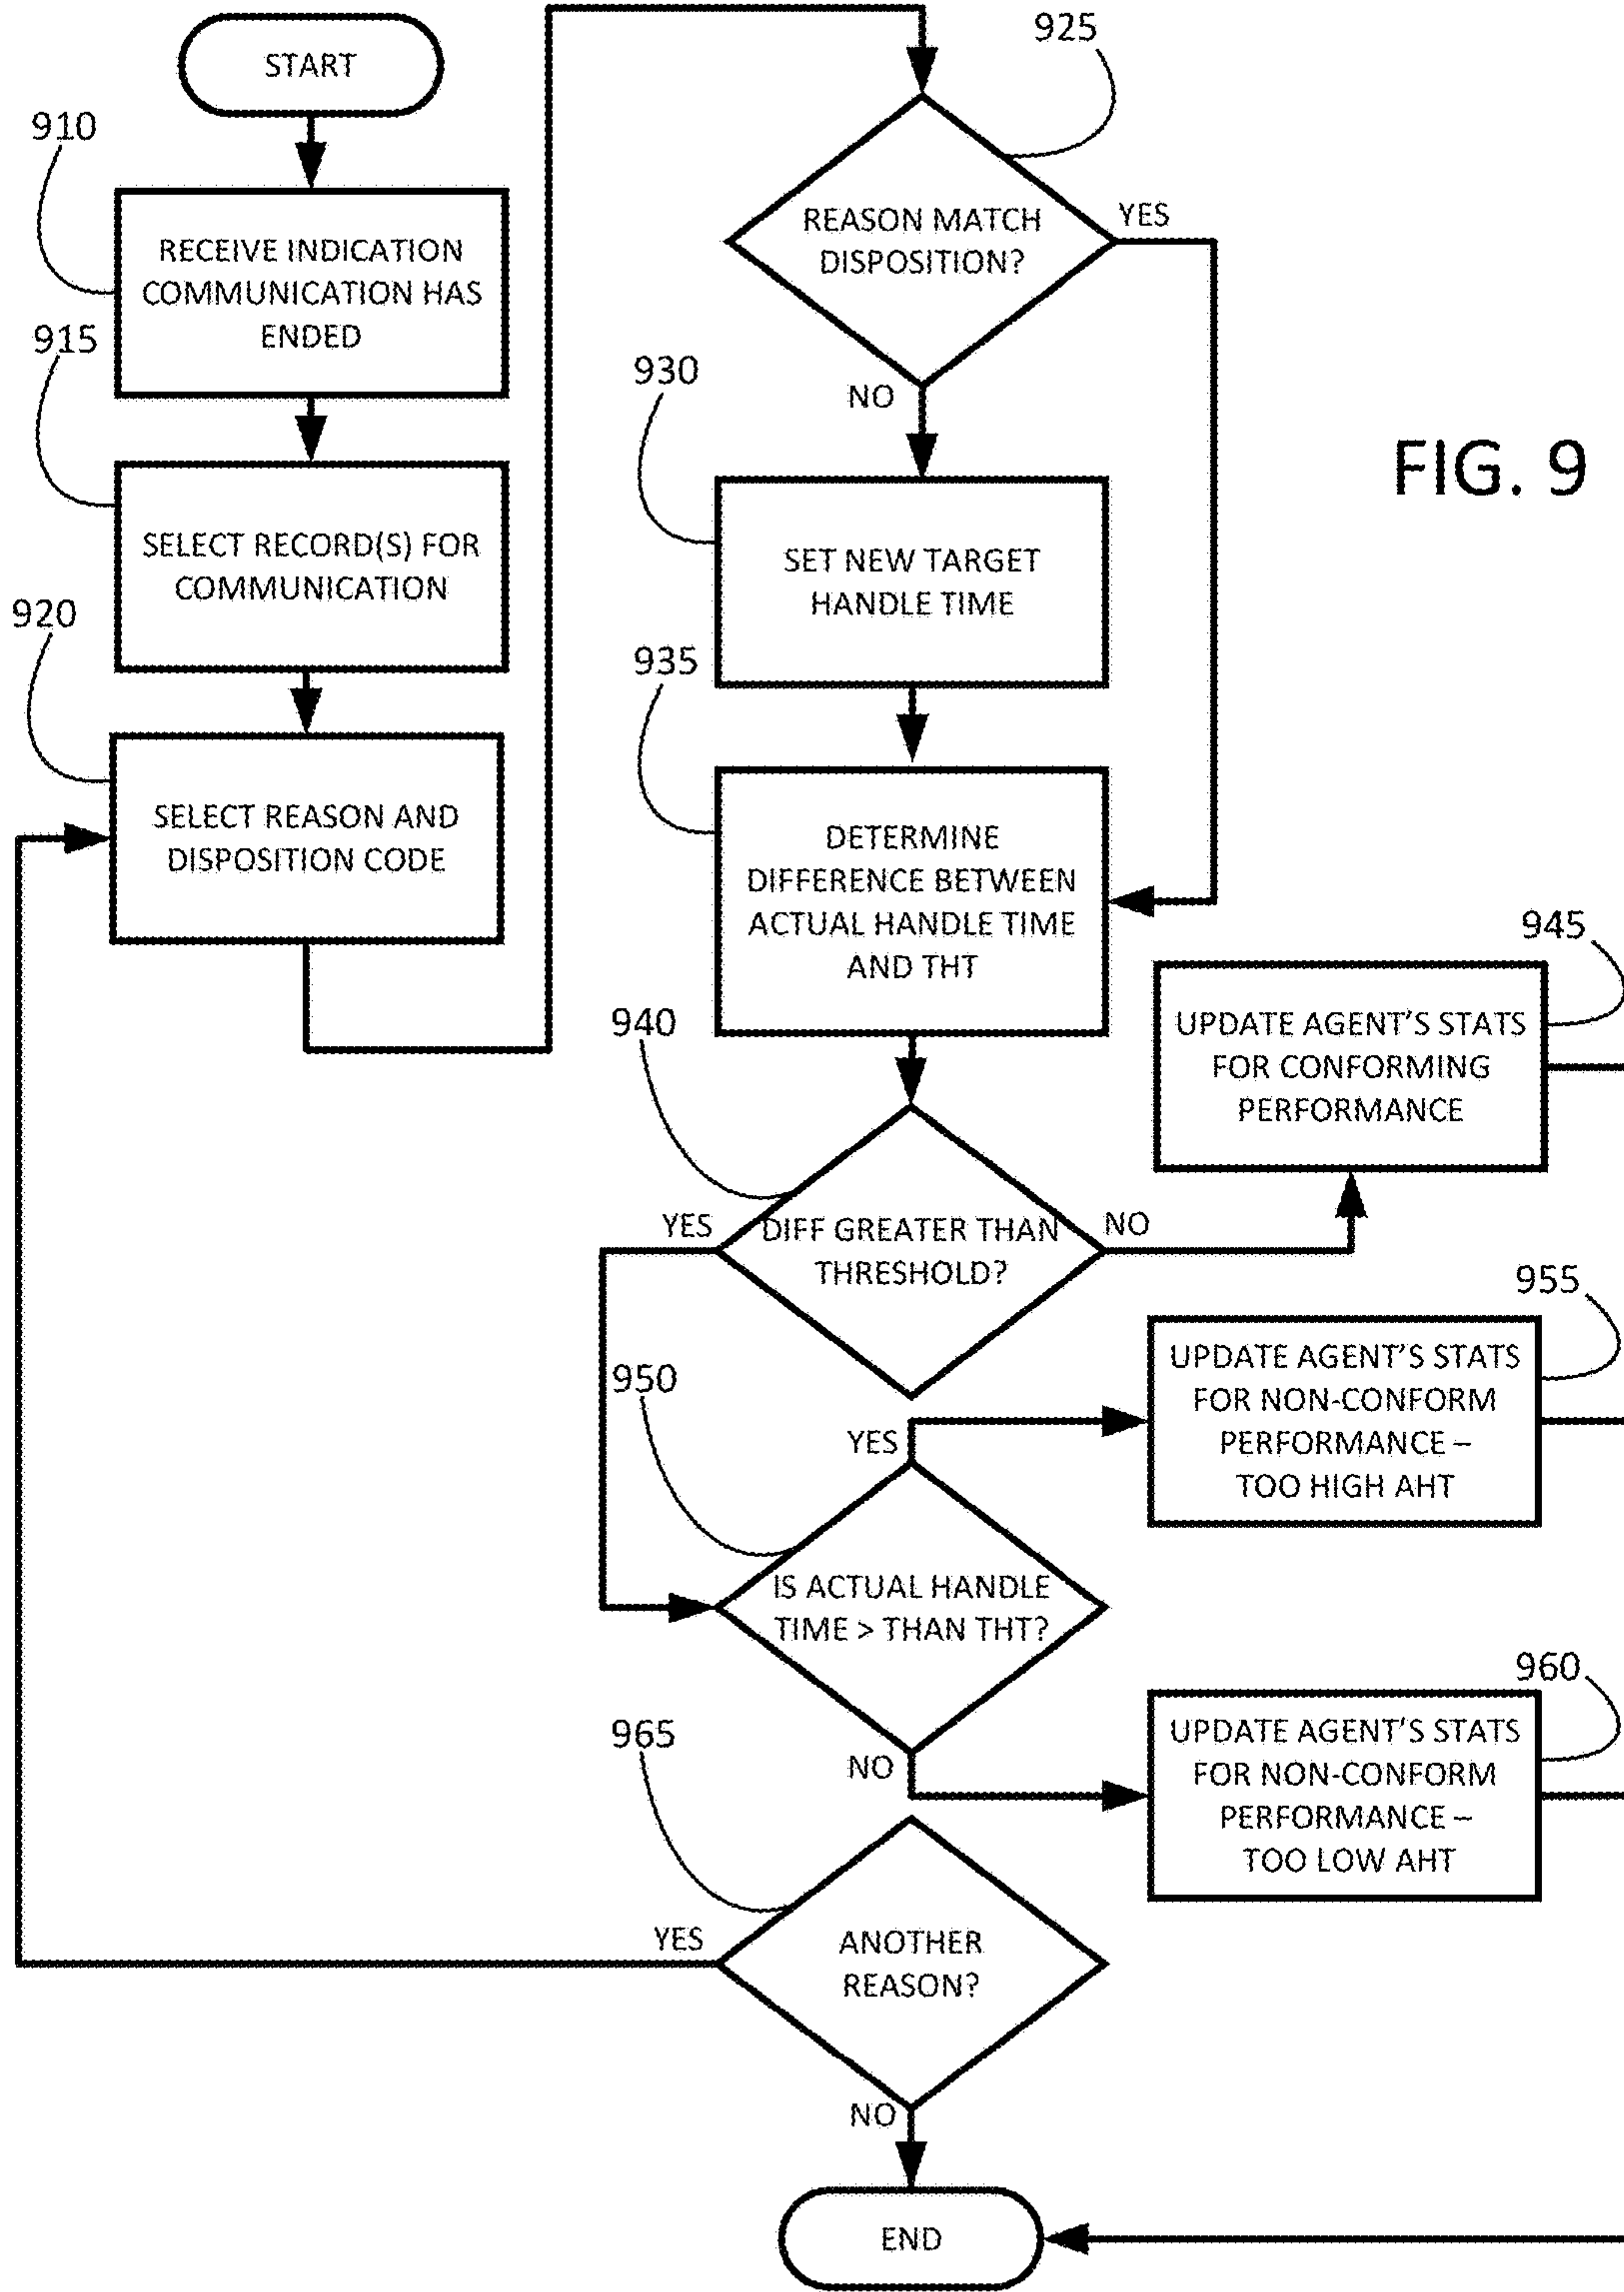 START
910
RECEIVE INDICATION
COMMUNICATION HAS
ENDED
915
SELECT RECORD(S) FOR
COMMUNICATION
920
SELECT REASON AND
DISPOSITION CODE
925
REASON MATCH
DISPOSITION?
YES
NO
930
SET NEW TARGET
HANDLE TIME
FIG. 9
935
DETERMINE
DIFFERENCE BETWEEN
ACTUAL HANDLE TIME
AND THT
940
DIFF GREATER THAN
THRESHOLD?
YES
NO
945
UPDATE AGENT'S STATS
FOR CONFORMING
PERFORMANCE
950
IS ACTUAL HANDLE
TIME > THAN THT?
YES
NO
955
UPDATE AGENT'S STATS
FOR NON-CONFORM
PERFORMANCE –
TOO HIGH AHT
960
UPDATE AGENT'S STATS
FOR NON-CONFORM
PERFORMANCE –
TOO LOW AHT
965
ANOTHER
REASON?
YES
NO
END